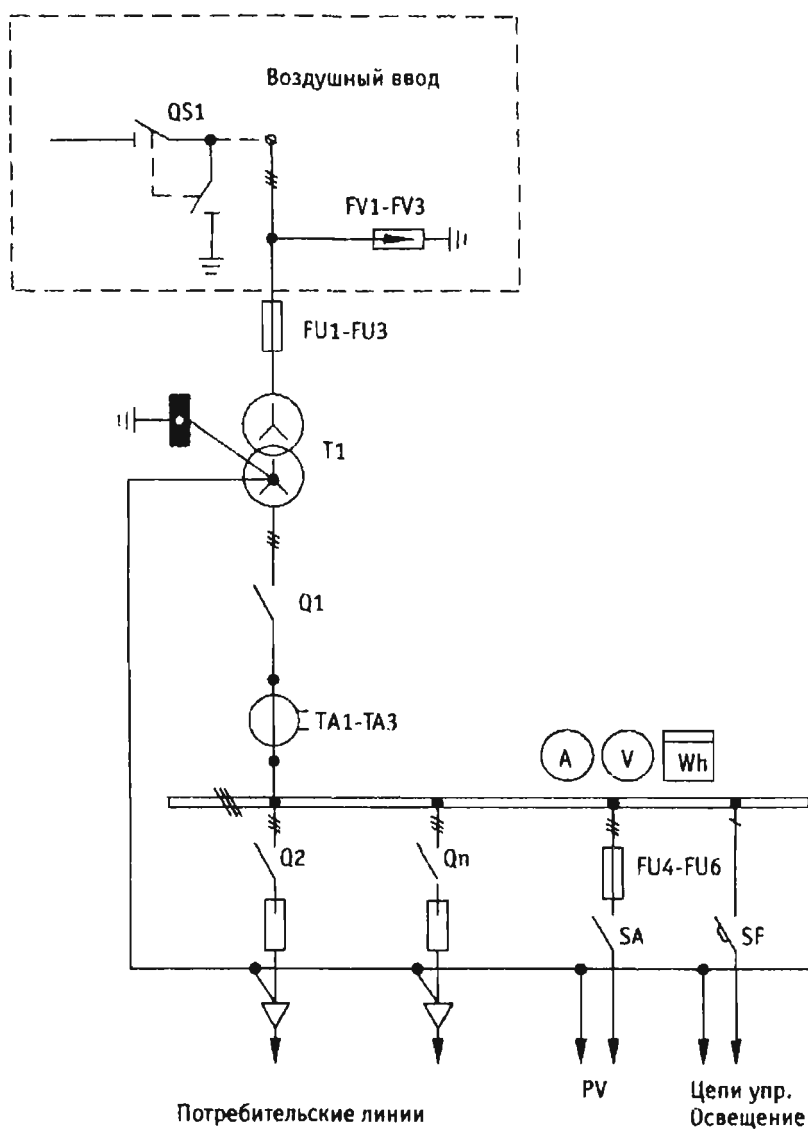 Воздушный ввод
QS1
FV1-FV3
FU1-FU3
T1
Q1
TA1-TA3
A
V
Wh
Q2
Qn
FU4-FU6
SA
SF
PV
Цепи упр.
Освещение
Потребительские линии